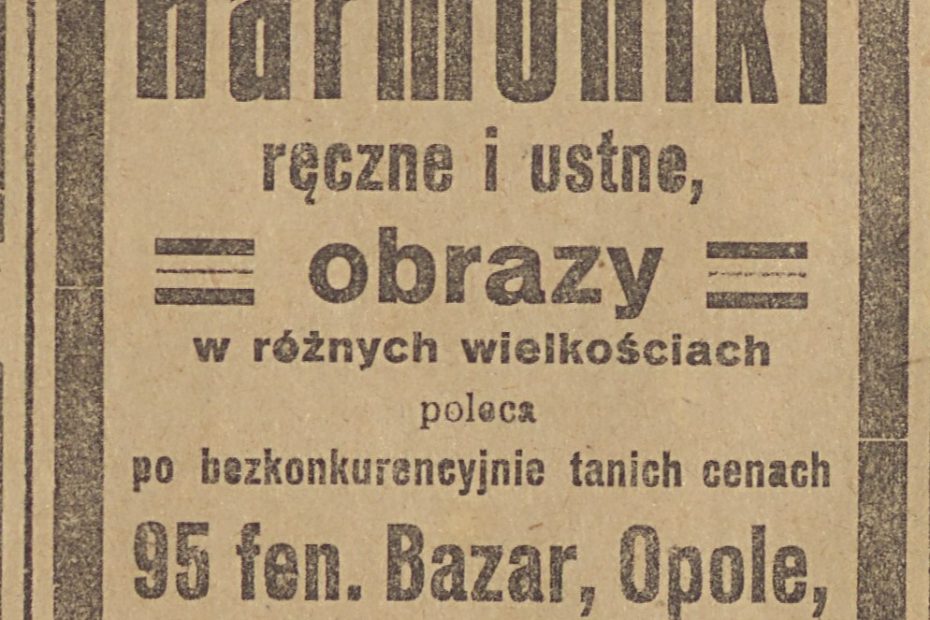 harmoniki
ręczne i ustne,
obrazy
w różnych wielkościach
poleca
po bezkonkurencyjnie tanich cenach
95 fen. Bazar, Opole,